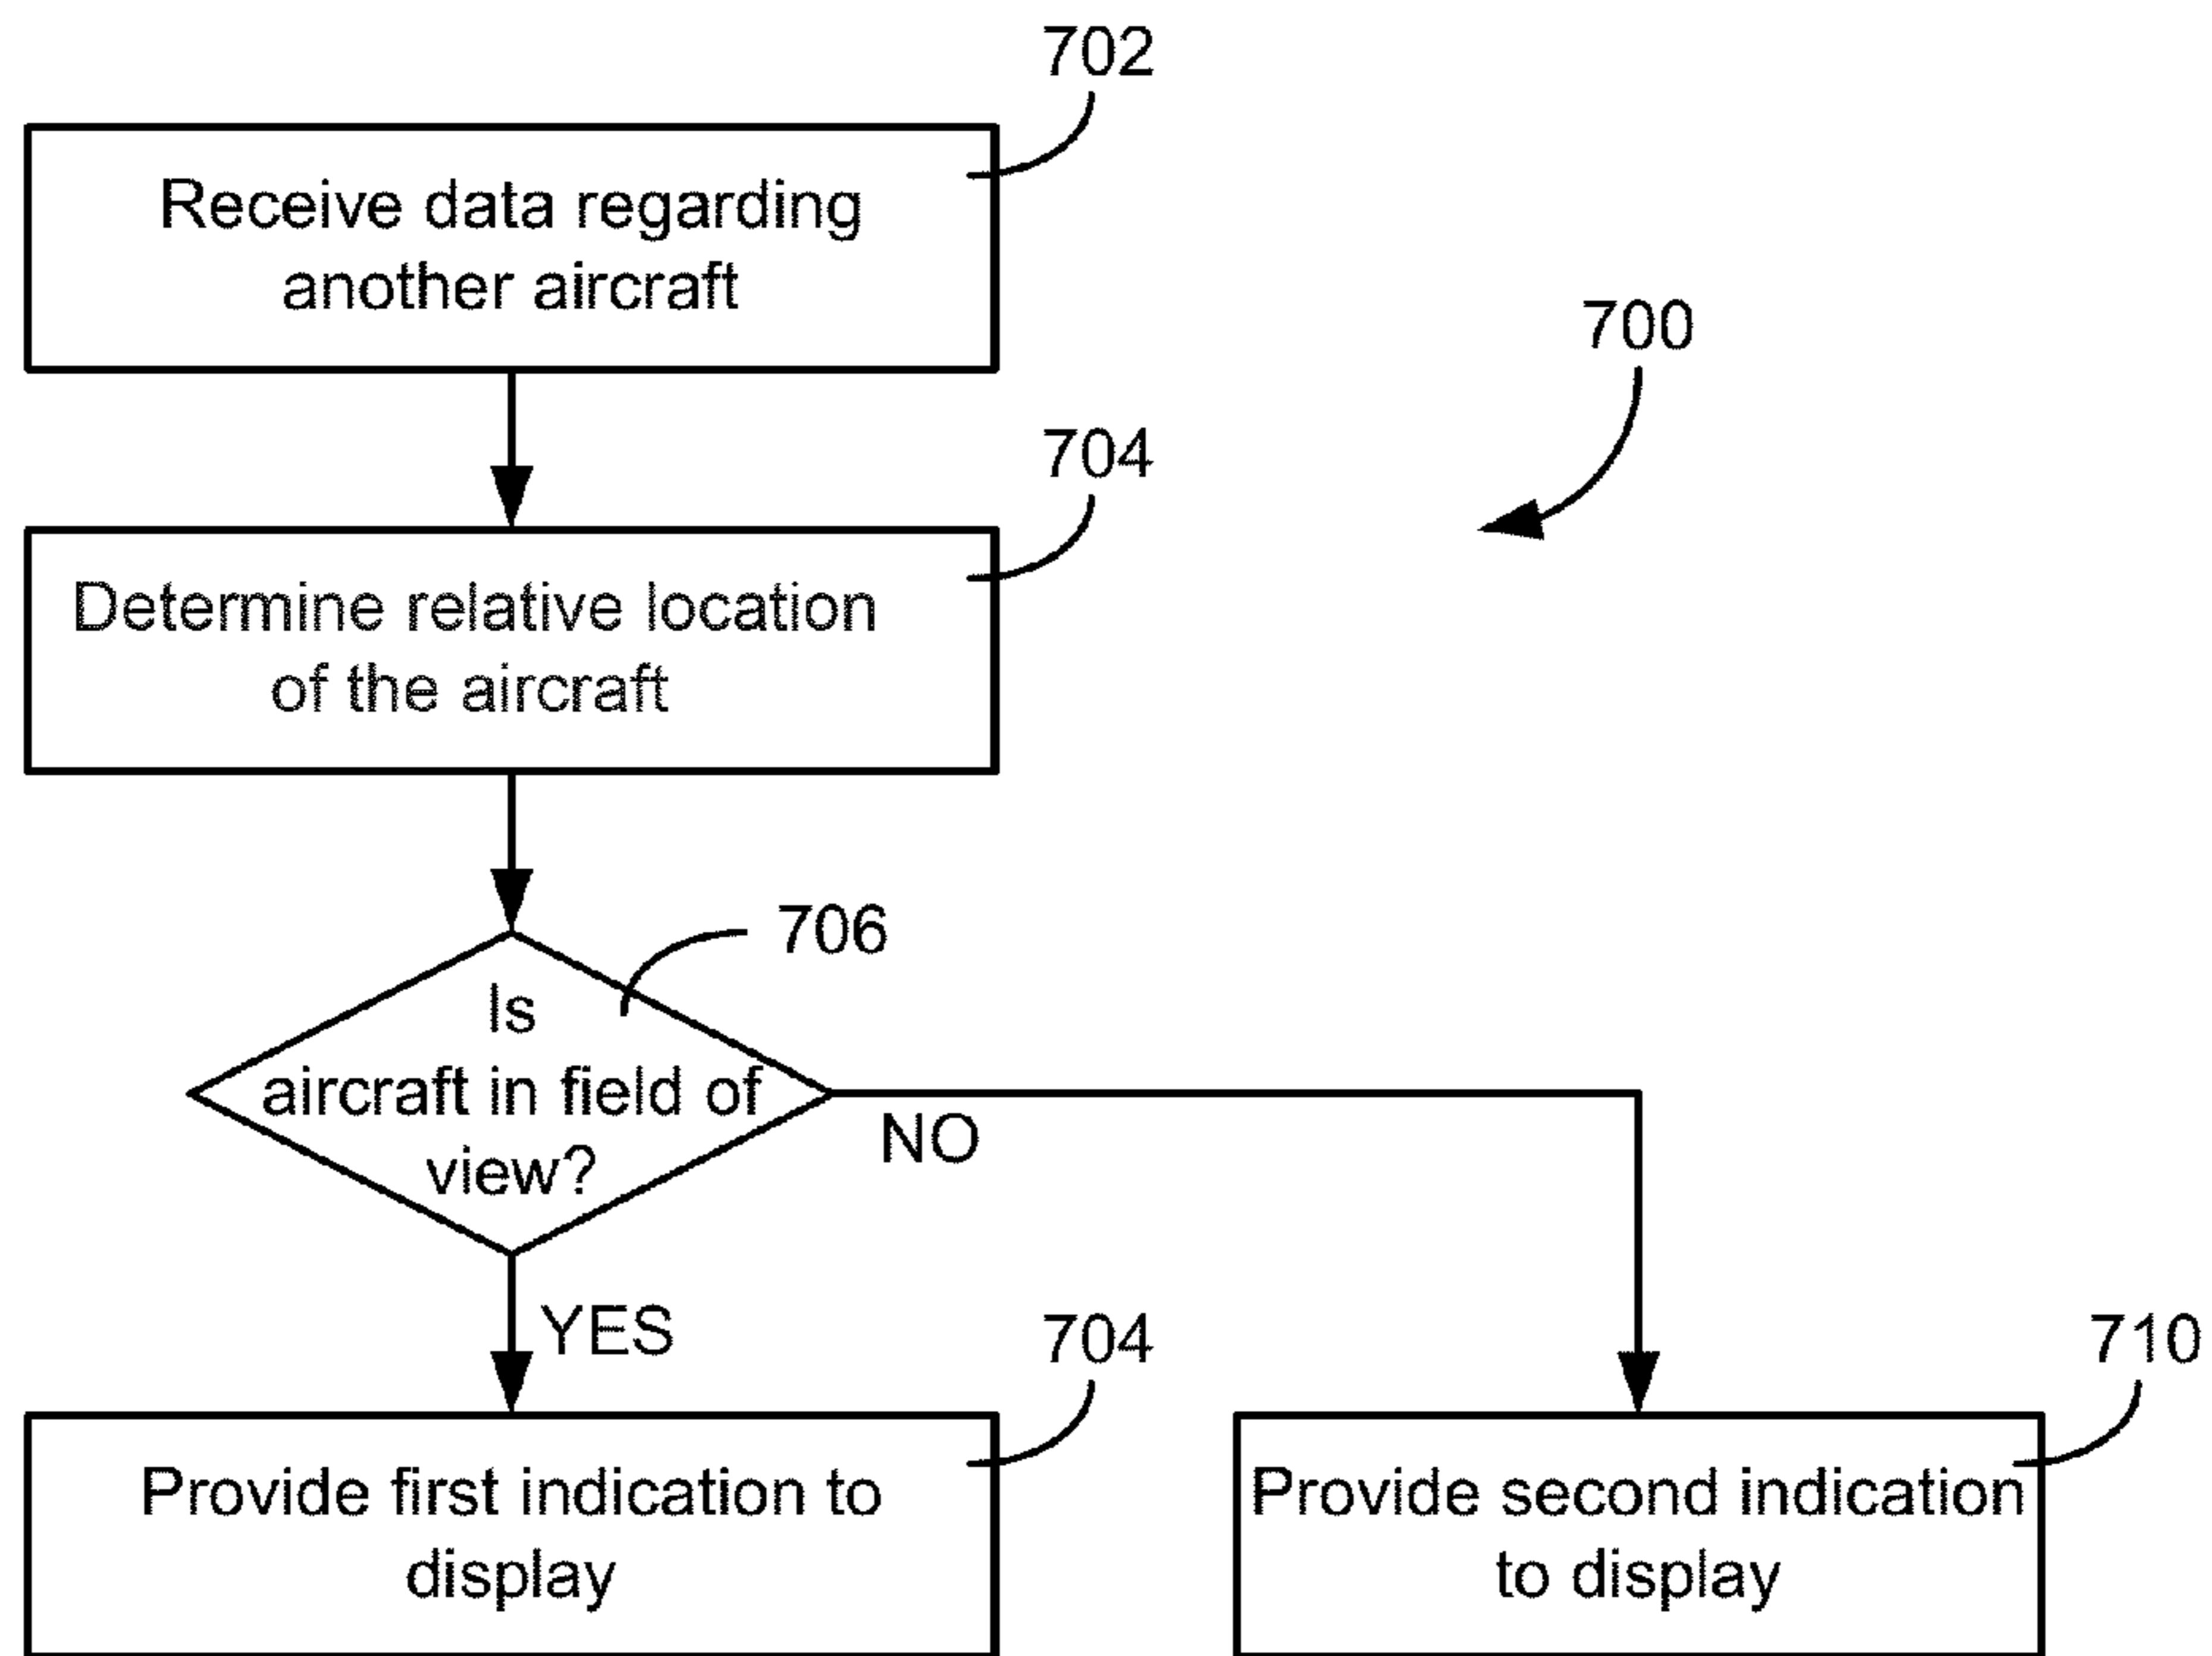 702
Receive data regarding
another aircraft
700
704
Determine relative location
of the aircraft
706
Is
aircraft in field of
view?
NO
YES
704
710
Provide first indication to
display
Provide second indication
to display